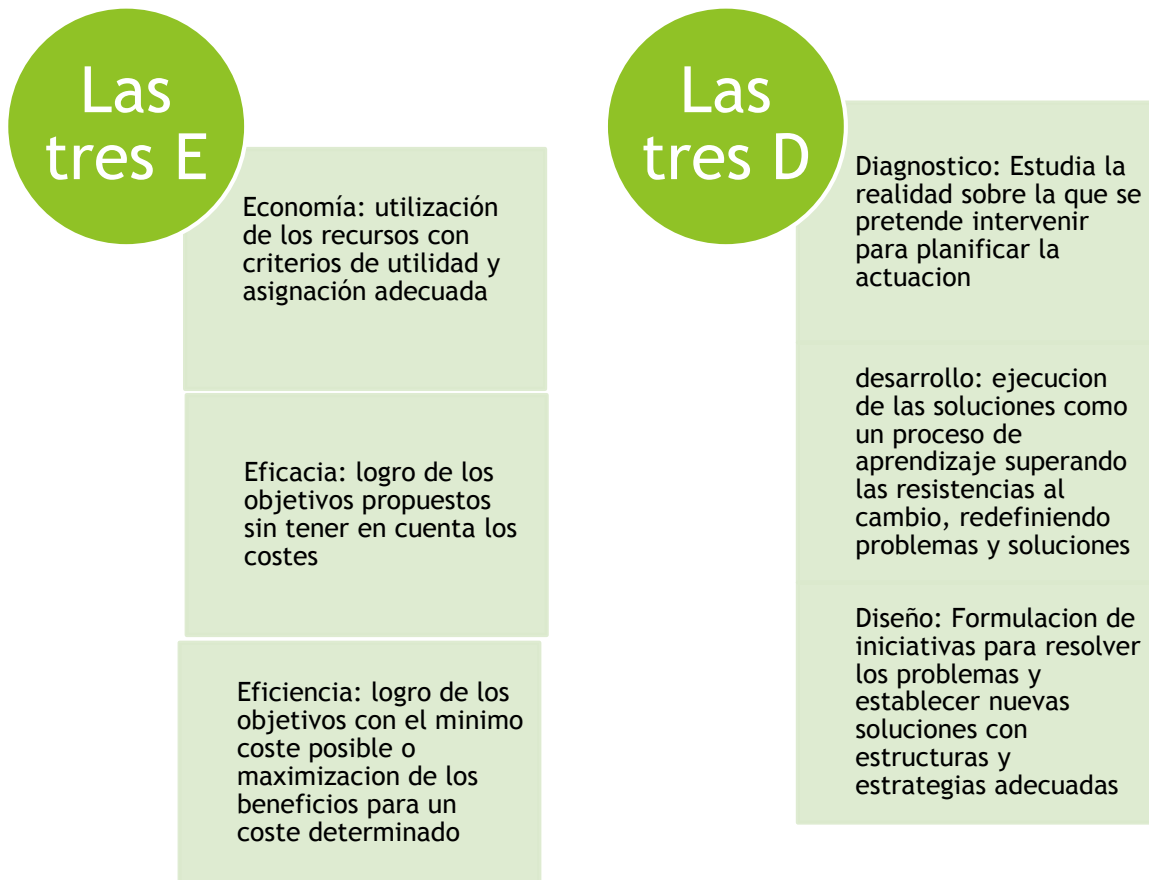 Las
tres E
Economía: utilización
de los recursos con
criterios de utilidad y
asignación adecuada
Eficacia: logro de los
objetivos propuestos
sin tener en cuenta los
costes
Eficiencia: logro de los
objetivos con el minimo
coste posible o
maximizacion de los
beneficios para un
coste determinado
Las
tres D
Diagnostico: Estudia la
realidad sobre la que se
pretende intervenir
para planificar la
actuacion
desarrollo: ejecucion
de las soluciones como
un proceso de
aprendizaje superando
las resistencias al
cambio, redefiniendo
problemas y soluciones
Diseño: Formulacion de
iniciativas para resolver
los problemas y
establecer nuevas
soluciones con
estructuras y
estrategias adecuadas